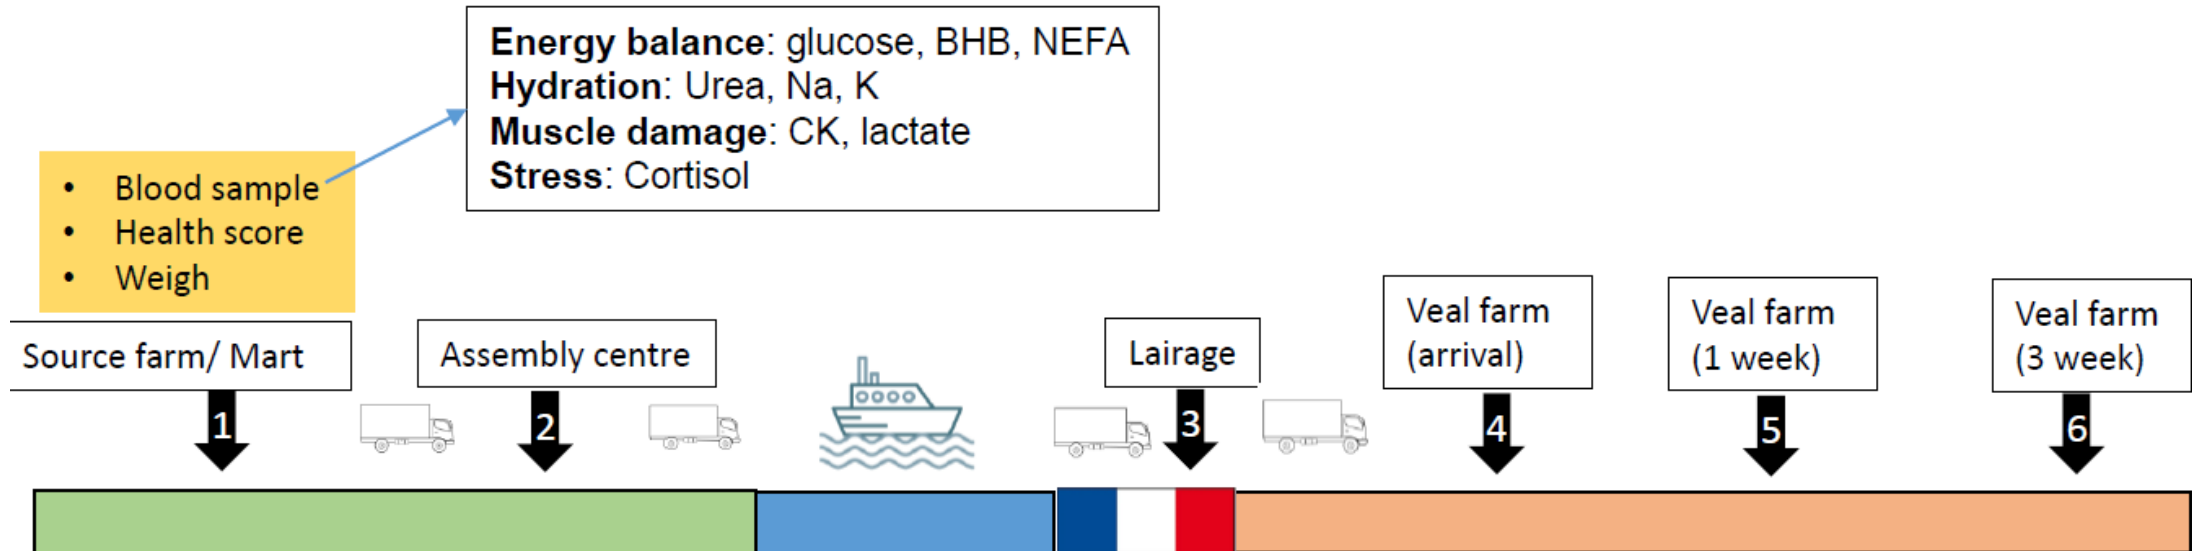 Energy balance: glucose, BHB, NEFA
Hydration: Urea, Na, K
Muscle damage: CK, lactate
Stress: Cortisol
• Blood sample
• Health score
• Weigh
Source farm/ Mart
Assembly centre
Lairage
Veal farm
(arrival)
Veal farm
(1 week)
Veal farm
(3 week)
1
2
3
4
5
6